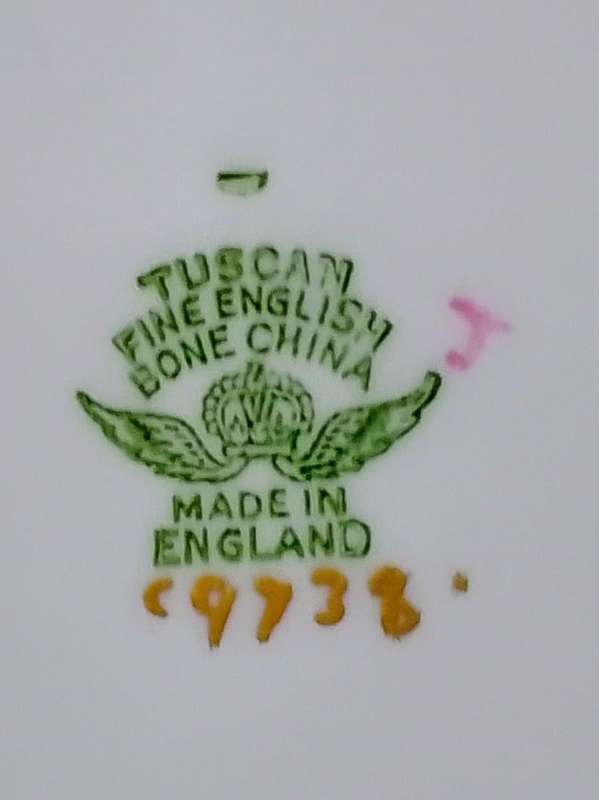 TUSCAN
FINE ENGLISH
BONE CHINA
J
MADE IN
ENGLAND
C9738